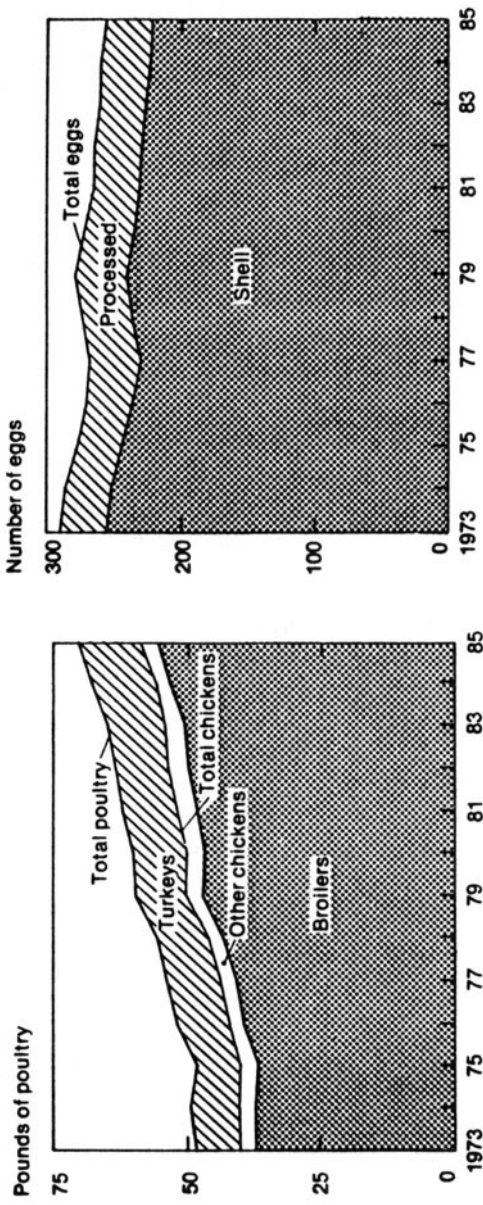 Pounds of poultry
75
50
25
0
Total poultry
Turkeys
Total chickens
Other chickens
Broilers
1973 75 77 79 81 83 85
Number of eggs
300
200
100
0
Total eggs
Processed
Shell
1973 75 77 79 81 83 85